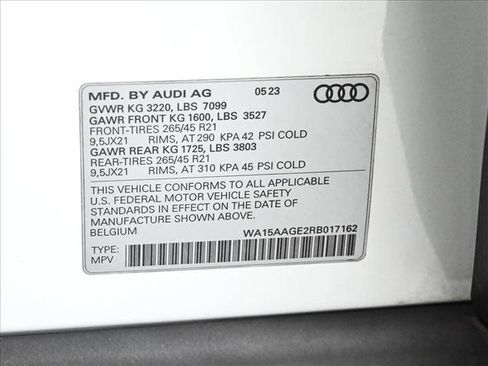 MFD. BY AUDI AG 05 23
GVWR KG 3220, LBS 7099
GAWR FRONT KG 1600, LBS 3527
FRONT-TIRES 265/45 R21
9,5JX21 RIMS, AT 290 KPA 42 PSI COLD
GAWR REAR KG 1725, LBS 3803
REAR-TIRES 265/45 R21
9,5JX21 RIMS, AT 310 KPA 45 PSI COLD
THIS VEHICLE CONFORMS TO ALL APPLICABLE
U.S. FEDERAL MOTOR VEHICLE SAFETY
STANDARDS IN EFFECT ON THE DATE OF
MANUFACTURE SHOWN ABOVE.
BELGIUM WA15AAGE2RB017162
TYPE:
MPV